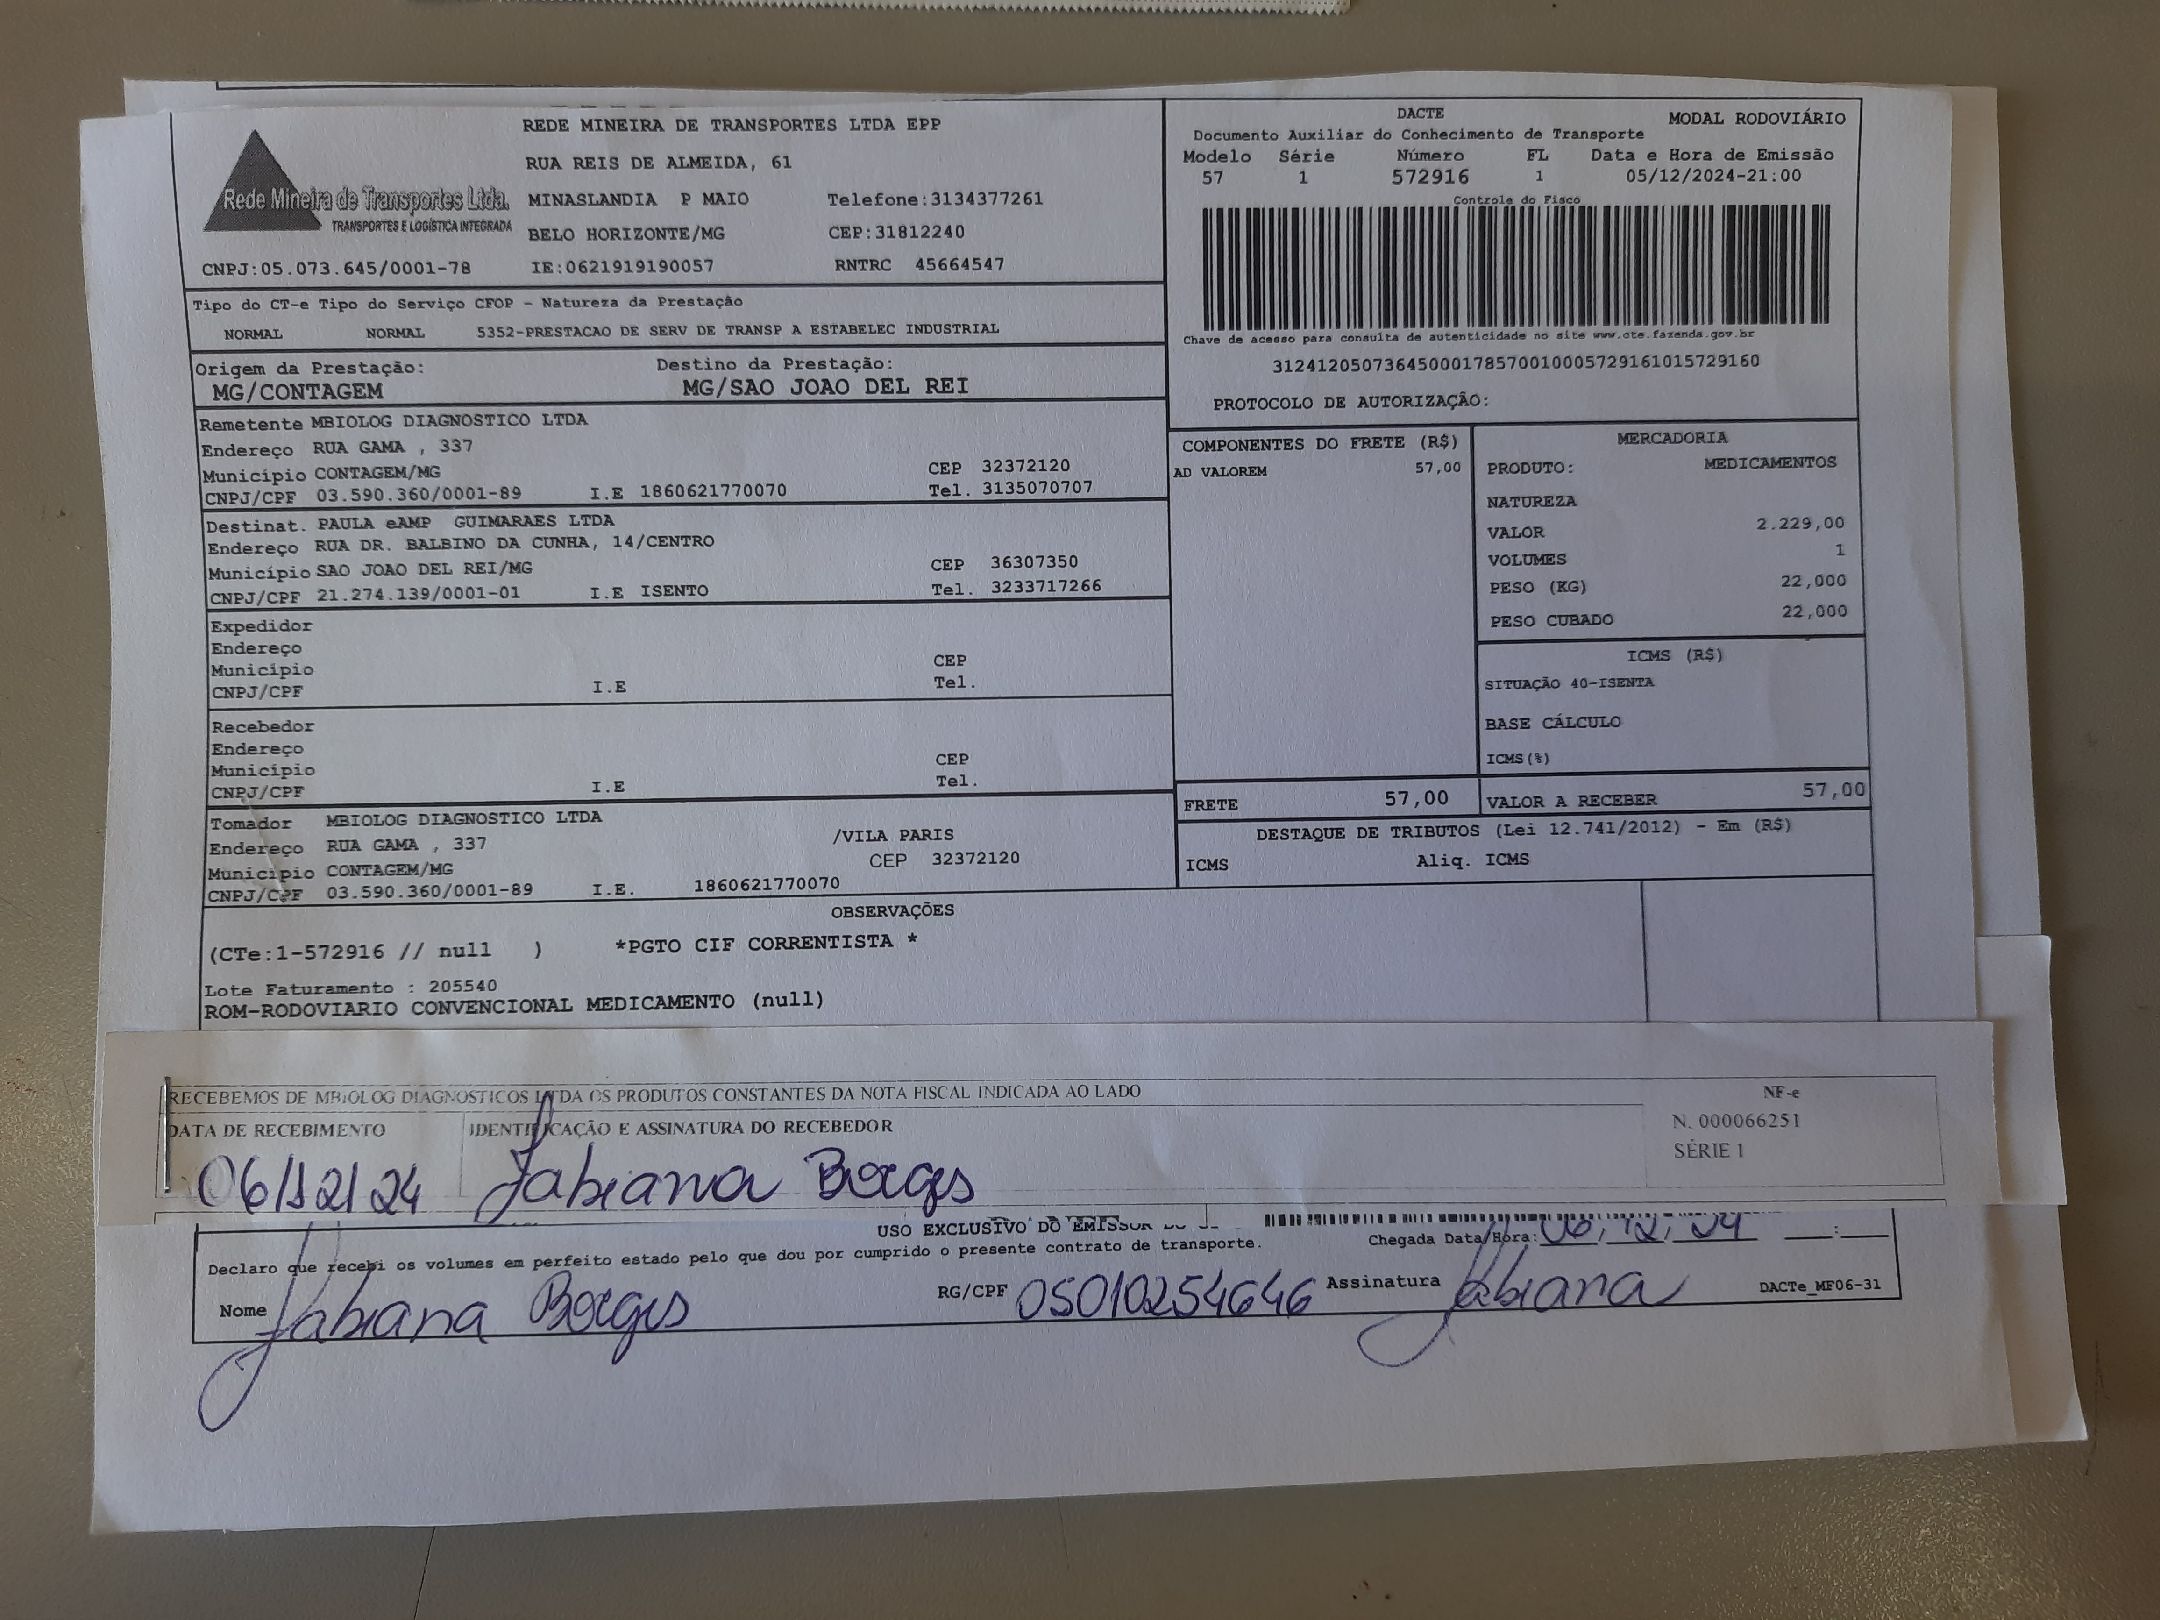 REDE MINEIRA DE TRANSPORTES LTDA EPP
RUA REIS DE ALMEIDA, 61
Rede Mineira de Transportes Ltda.
TRANSPORTES E LOGÍSTICA INTEGRADA
MINASLANDIA P MAIO Telefone:3134377261
BELO HORIZONTE/MG CEP:31812240
CNPJ:05.073.645/0001-78 IE:0621919190057 RNTRC 45664547
DACTE MODAL RODOVIÁRIO
Documento Auxiliar do Conhecimento de Transporte
Modelo Série Número FL Data e Hora de Emissão
57 1 572916 1 05/12/2024-21:00
Controle do Fisco
Chave de acesso para consulta de autenticidade no site www.cte.fazenda.gov.br
31241205073645000178570010005729161015729160
PROTOCOLO DE AUTORIZAÇÃO:
Tipo do CT-e Tipo do Serviço CFOP - Natureza da Prestação
NORMAL NORMAL 5352-PRESTACAO DE SERV DE TRANSP A ESTABELEC INDUSTRIAL
Origem da Prestação: Destino da Prestação:
MG/CONTAGEM MG/SAO JOAO DEL REI
Remetente MBIOLOG DIAGNOSTICO LTDA
Endereço RUA GAMA , 337
Município CONTAGEM/MG CEP 32372120
CNPJ/CPF 03.590.360/0001-89 I.E 1860621770070 Tel. 3135070707
Destinat. PAULA eAMP GUIMARAES LTDA
Endereço RUA DR. BALBINO DA CUNHA, 14/CENTRO
Município SAO JOAO DEL REI/MG CEP 36307350
CNPJ/CPF 21.274.139/0001-01 I.E ISENTO Tel. 3233717266
Expedidor
Endereço
Município CEP
CNPJ/CPF I.E Tel.
Recebedor
Endereço
Município CEP
CNPJ/CPF I.E Tel.
Tomador MBIOLOG DIAGNOSTICO LTDA
Endereço RUA GAMA , 337 /VILA PARIS
Município CONTAGEM/MG CEP 32372120
CNPJ/CPF 03.590.360/0001-89 I.E. 1860621770070
COMPONENTES DO FRETE (R$)
AD VALOREM 57,00
MERCADORIA
PRODUTO: MEDICAMENTOS
NATUREZA
VALOR 2.229,00
VOLUMES 1
PESO (KG) 22,000
PESO CUBADO 22,000
ICMS (R$)
SITUAÇÃO 40-ISENTA
BASE CÁLCULO
ICMS(%)
FRETE 57,00 VALOR A RECEBER 57,00
DESTAQUE DE TRIBUTOS (Lei 12.741/2012) - Em (R$)
ICMS Aliq. ICMS
OBSERVAÇÕES
(CTe:1-572916 // null ) *PGTO CIF CORRENTISTA *
Lote Faturamento : 205540
ROM-RODOVIARIO CONVENCIONAL MEDICAMENTO (null)
RECEBEMOS DE MBIOLOG DIAGNOSTICOS LTDA OS PRODUTOS CONSTANTES DA NOTA FISCAL INDICADA AO LADO
DATA DE RECEBIMENTO IDENTIFICAÇÃO E ASSINATURA DO RECEBEDOR
NF-e
N. 000066251
SÉRIE 1
06/12/24 Fabiana Borges
USO EXCLUSIVO DO EMISSOR
Declaro que recebi os volumes em perfeito estado pelo que dou por cumprido o presente contrato de transporte. Chegada Data/Hora: 06/12/24 :
Nome Fabiana Borges RG/CPF 05010254646 Assinatura Fabiana DACTe_MF06-31